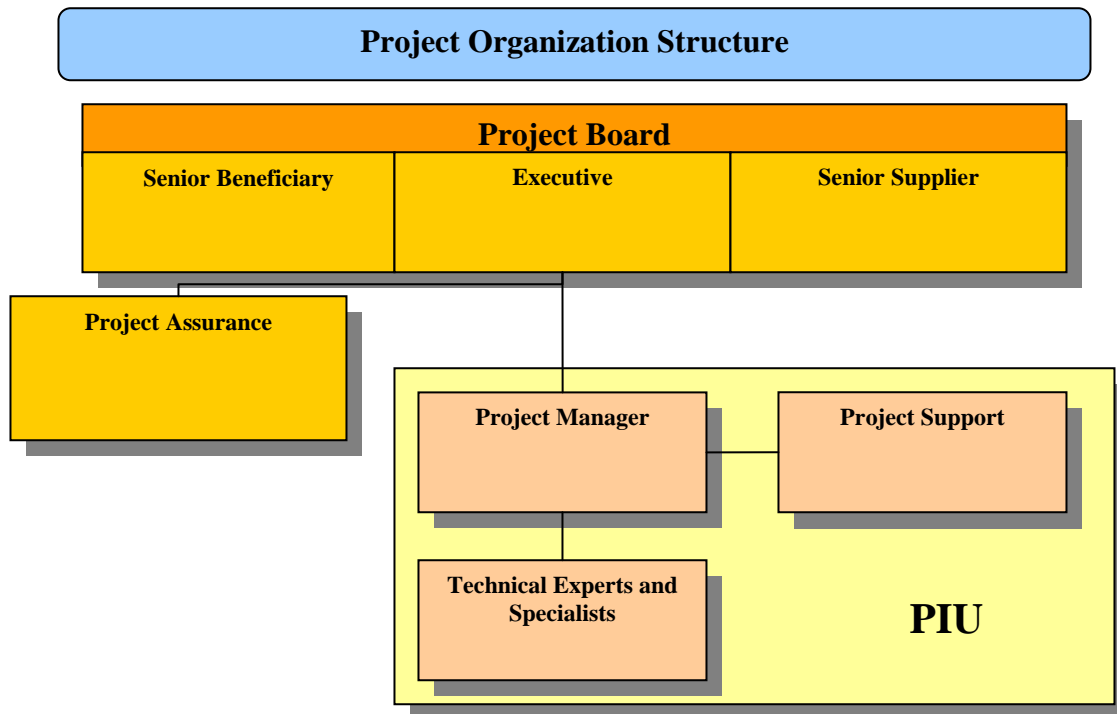 Project Organization Structure
Project Board
Senior Beneficiary
Executive
Senior Supplier
Project Assurance
Project Manager
Project Support
Technical Experts and
Specialists
PIU